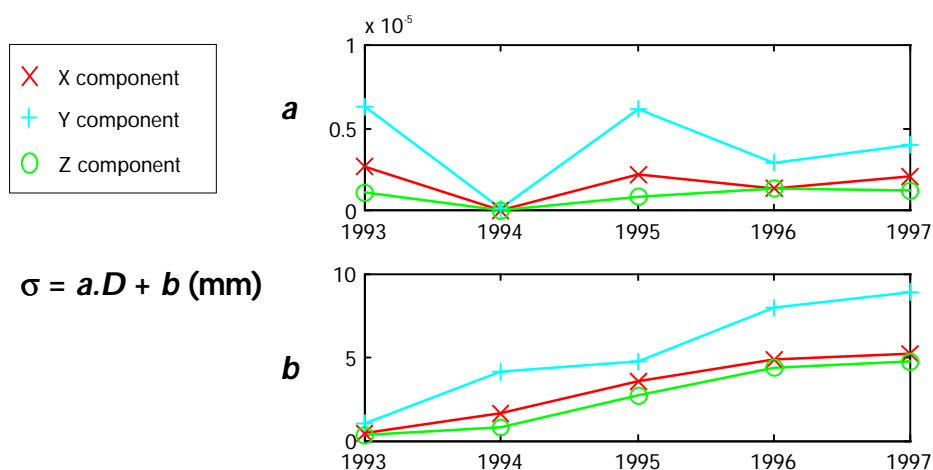 x 10-5
X component
Y component
Z component
a
1
0.5
0
1993 1994 1995 1996 1997
σ = a.D + b (mm)
b
10
5
0
1993 1994 1995 1996 1997